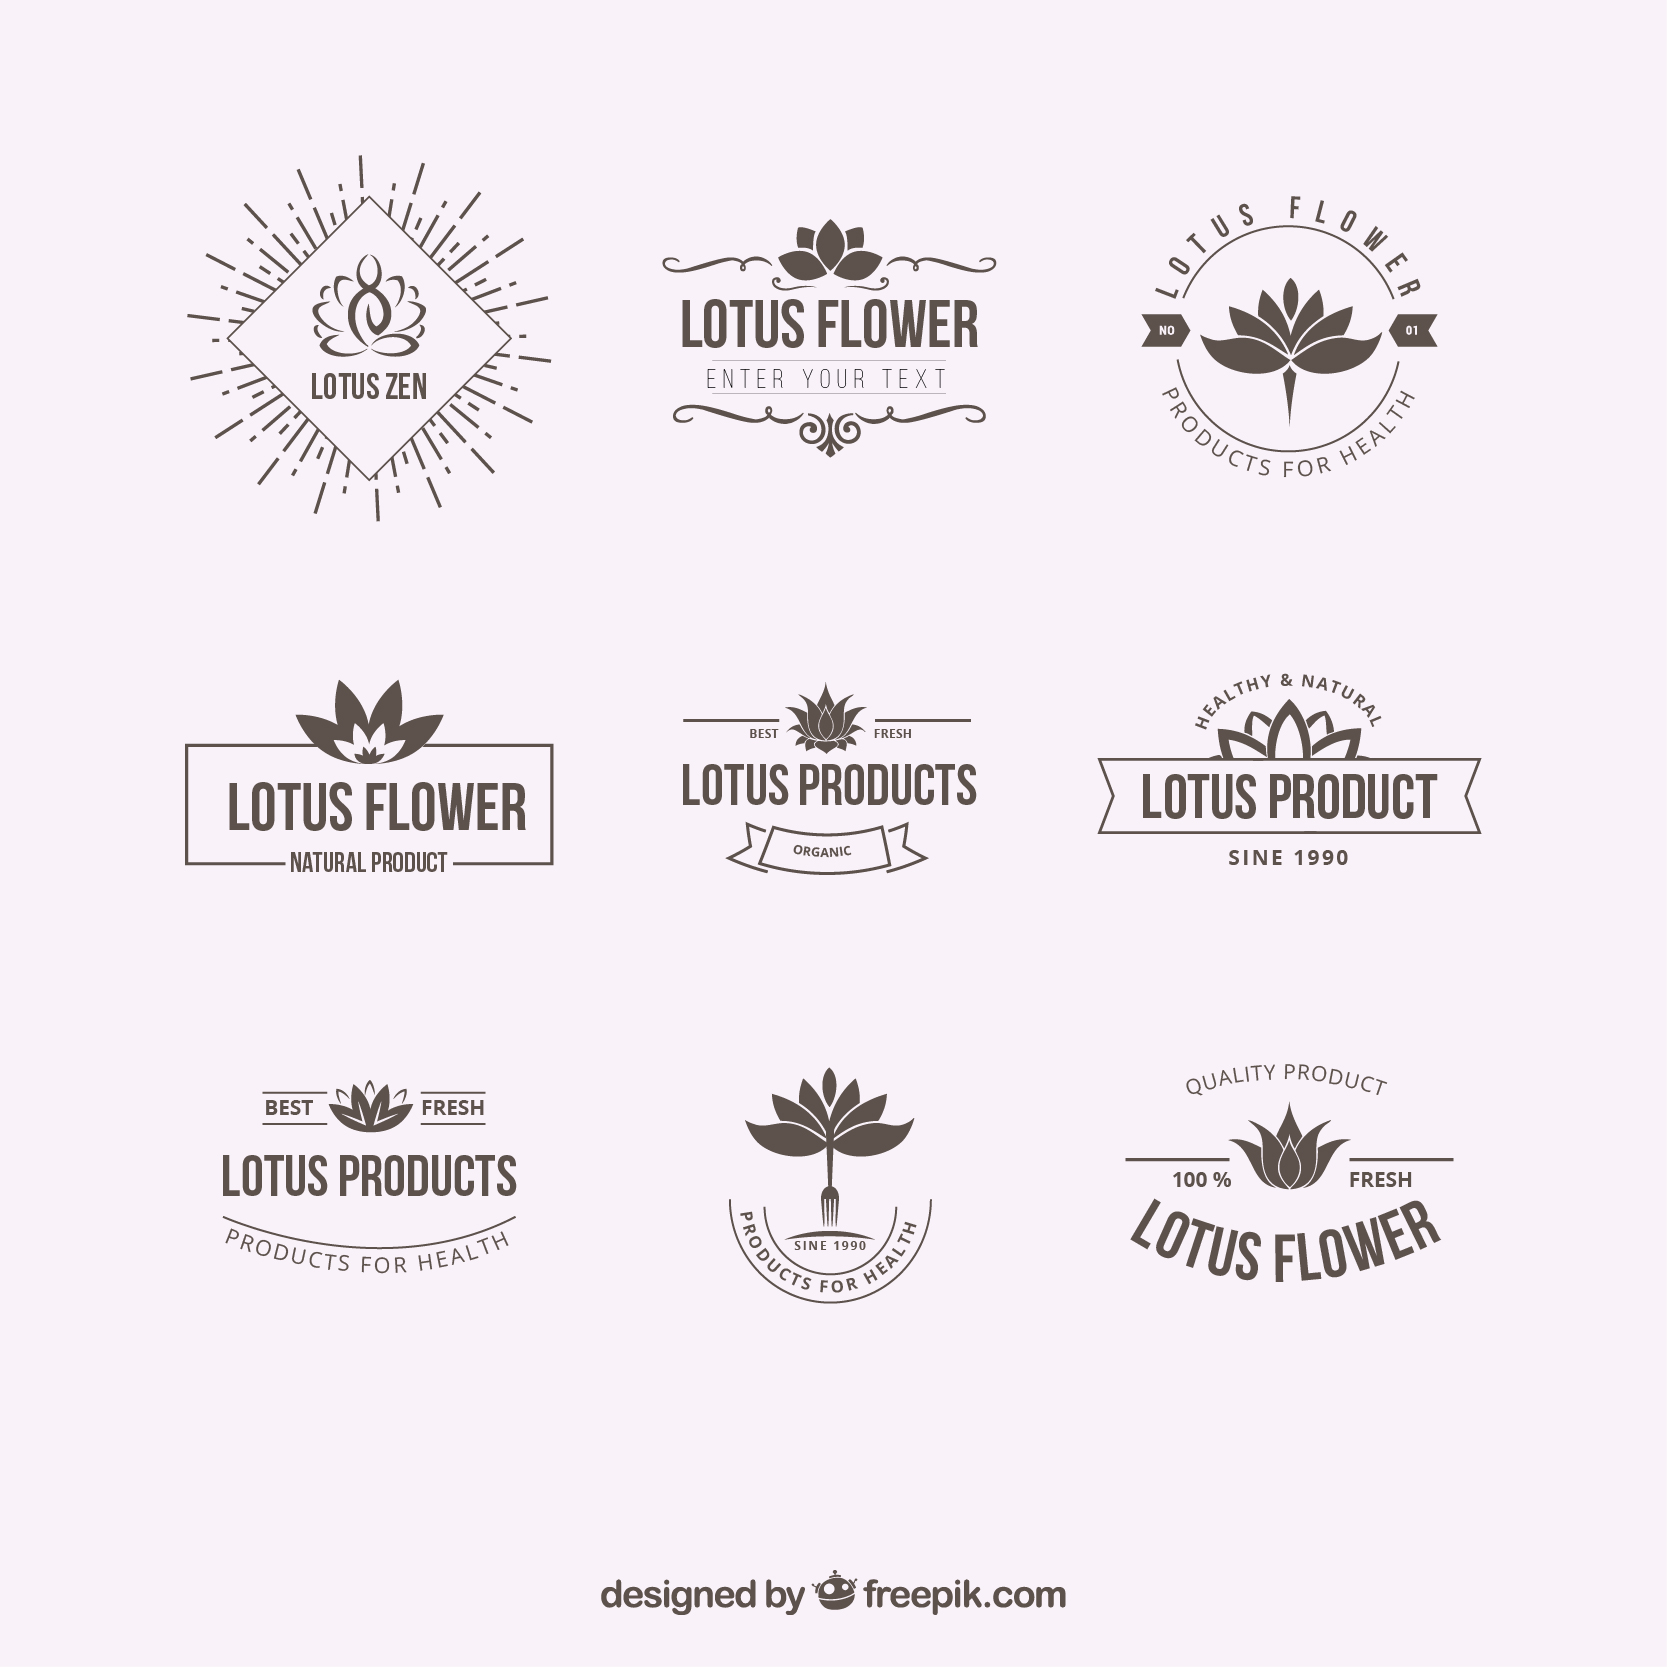 LOTUS ZEN
LOTUS FLOWER
ENTER YOUR TEXT
LOTUS FLOWER
NO
01
PRODUCTS FOR HEALTH
LOTUS FLOWER
NATURAL PRODUCT
BEST
FRESH
LOTUS PRODUCTS
ORGANIC
HEALTHY & NATURAL
LOTUS PRODUCT
SINE 1990
BEST
FRESH
LOTUS PRODUCTS
PRODUCTS FOR HEALTH
SINE 1990
PRODUCTS FOR HEALTH
QUALITY PRODUCT
100 %
FRESH
LOTUS FLOWER
designed by freepik.com